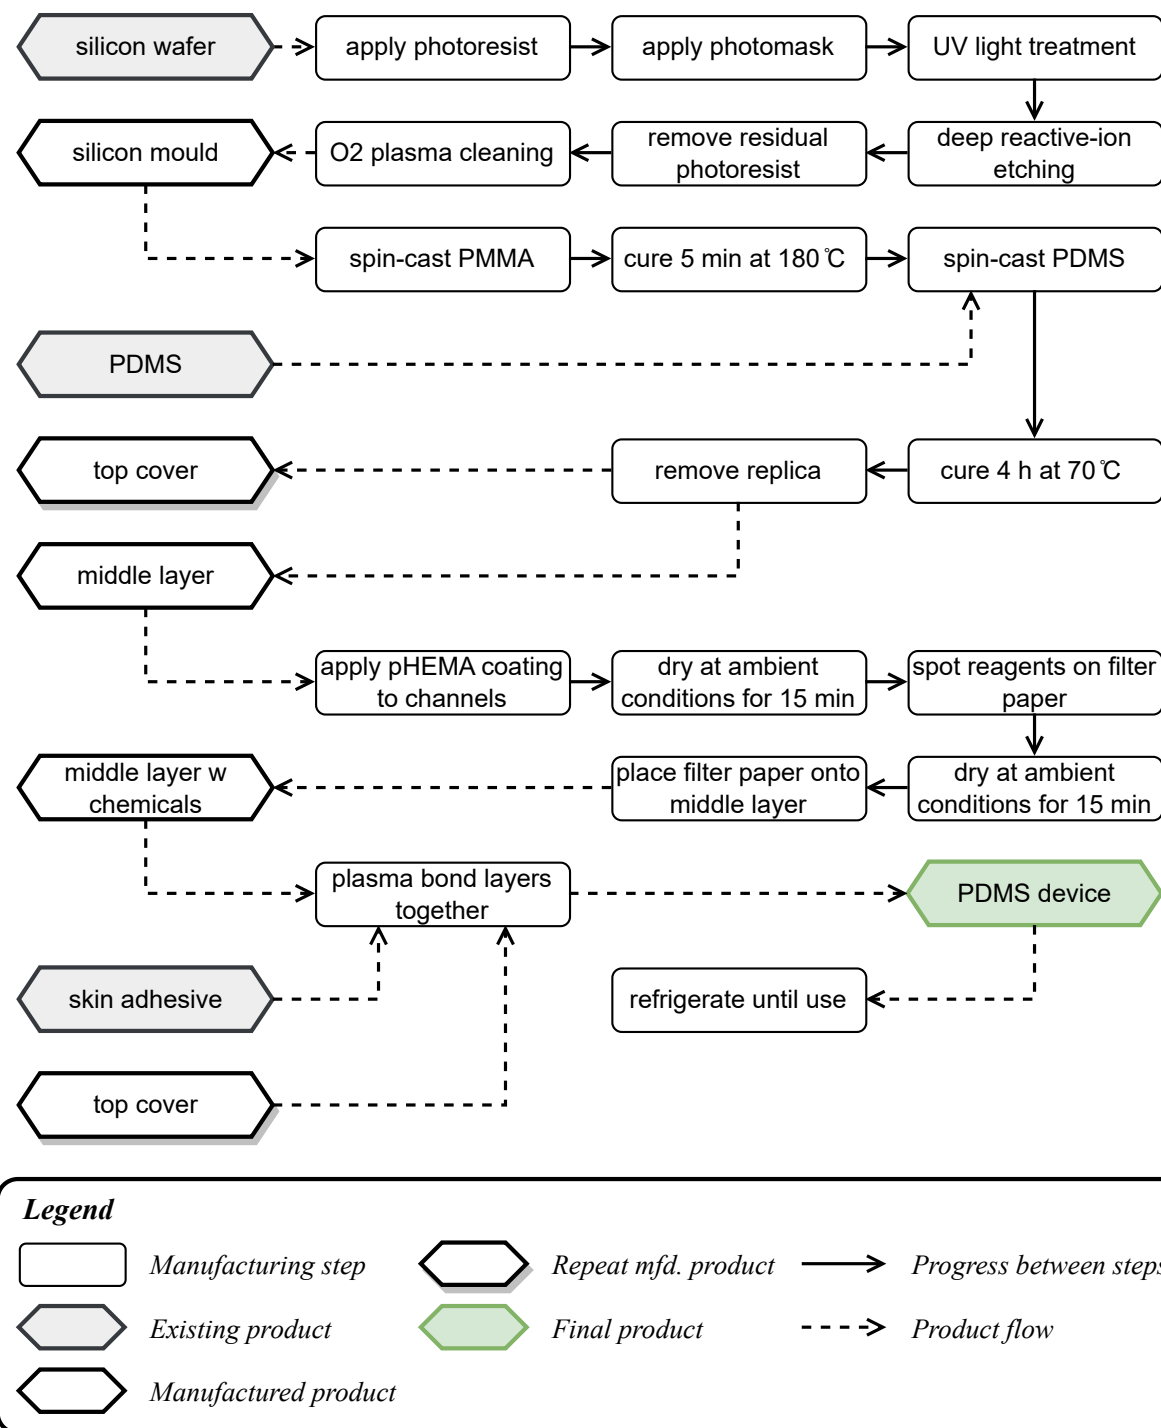 silicon wafer
apply photoresist
apply photomask
UV light treatment
silicon mould
O2 plasma cleaning
remove residual
photoresist
deep reactive-ion
etching
spin-cast PMMA
cure 5 min at 180℃
spin-cast PDMS
PDMS
top cover
remove replica
cure 4 h at 70℃
middle layer
apply pHEMA coating
to channels
dry at ambient
conditions for 15 min
spot reagents on filter
paper
middle layer w
chemicals
place filter paper onto
middle layer
dry at ambient
conditions for 15 min
plasma bond layers
together
PDMS device
skin adhesive
refrigerate until use
top cover
Legend
Manufacturing step
Repeat mfd. product
Progress between steps
Existing product
Final product
Product flow
Manufactured product